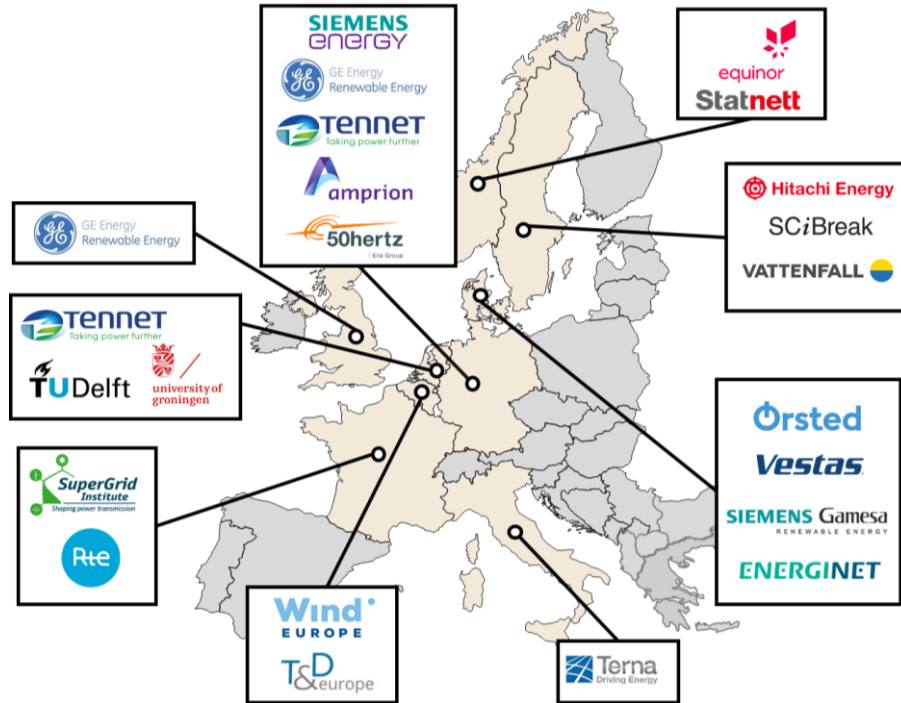 SIEMENS
energy
GE Energy
Renewable Energy
TenneT
Taking power further
Amprion
50hertz
Elia Group
equinor
Statnett
Hitachi Energy
SCiBreak
VATTENFALL
GE Energy
Renewable Energy
TenneT
Taking power further
TUDelft
university of
groningen
SuperGrid
Institute
Shaping power transmission
Rte
Wind
EUROPE
T&D
europe
Terna
Driving Energy
Ørsted
Vestas
SIEMENS Gamesa
RENEWABLE ENERGY
ENERGINET